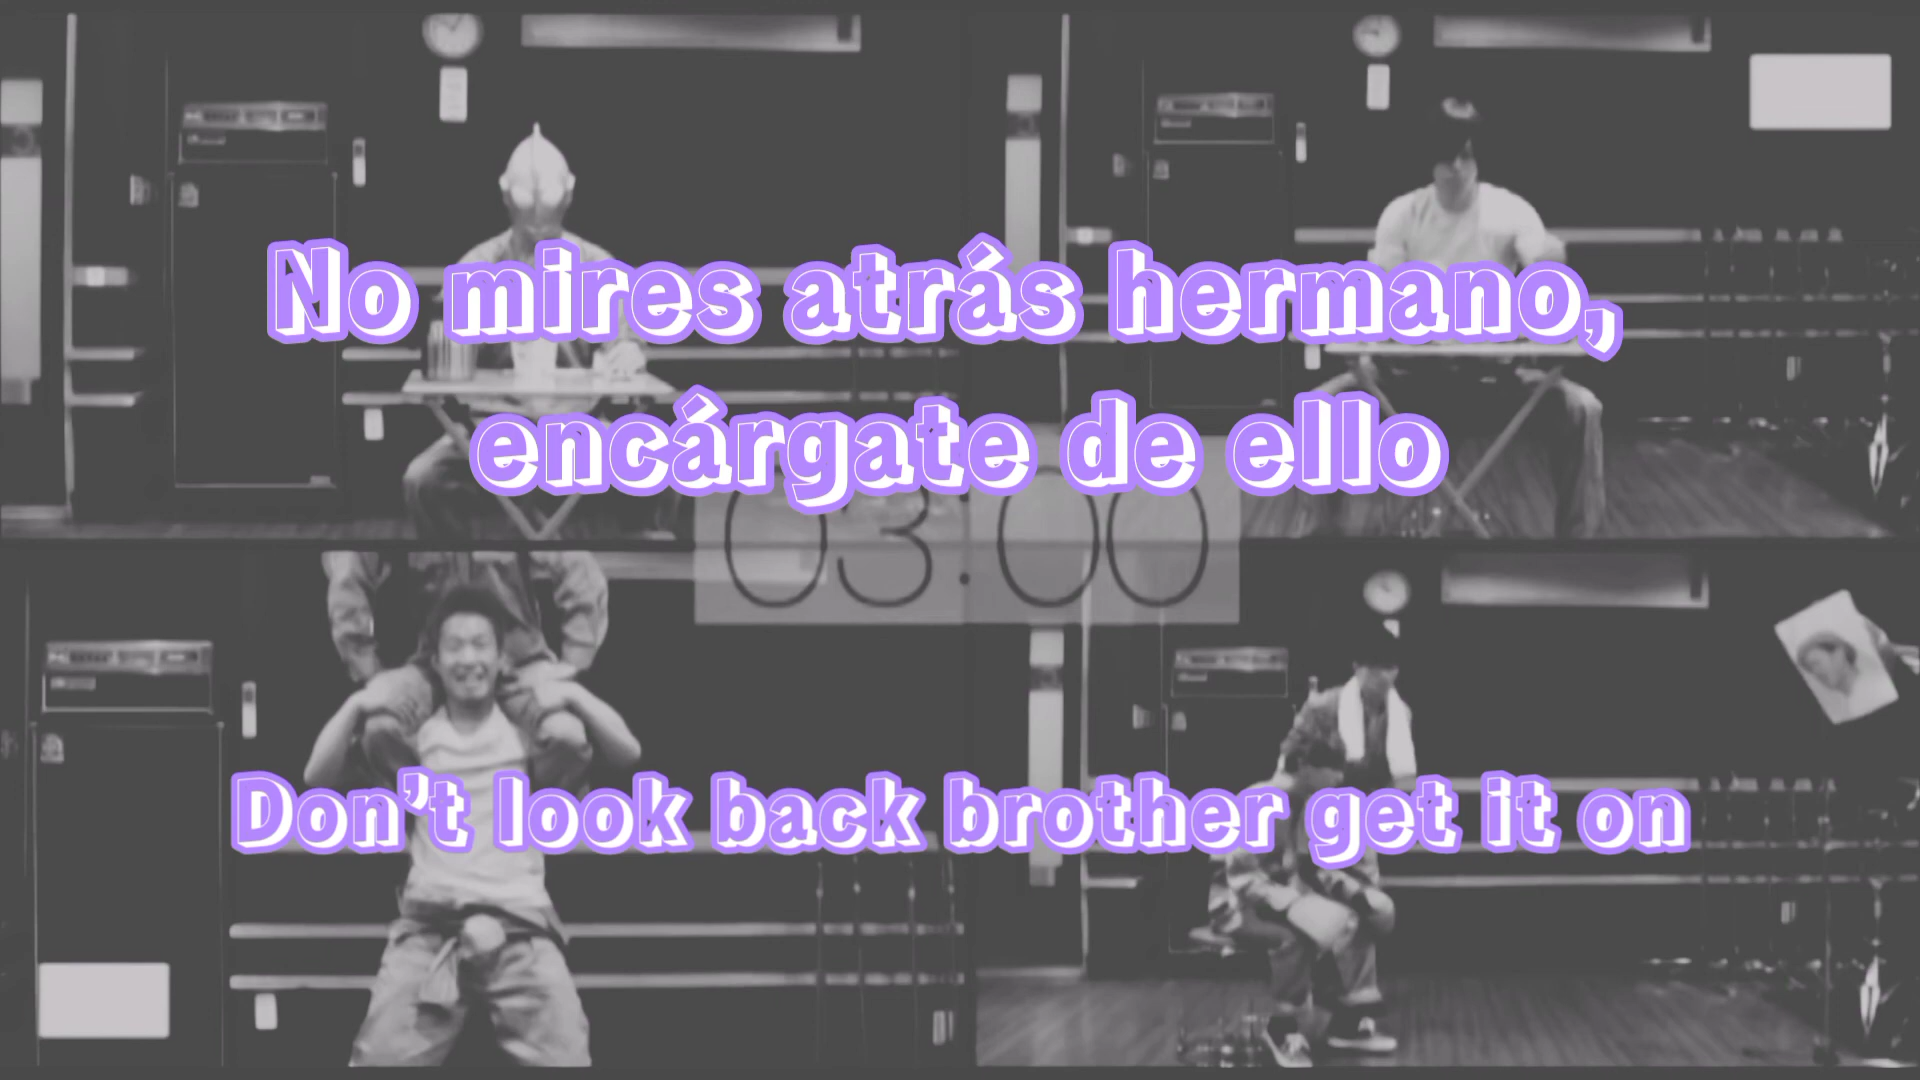 No mires atrás hermano,
encárgate de ello
03:00
Don't look back brother get it on